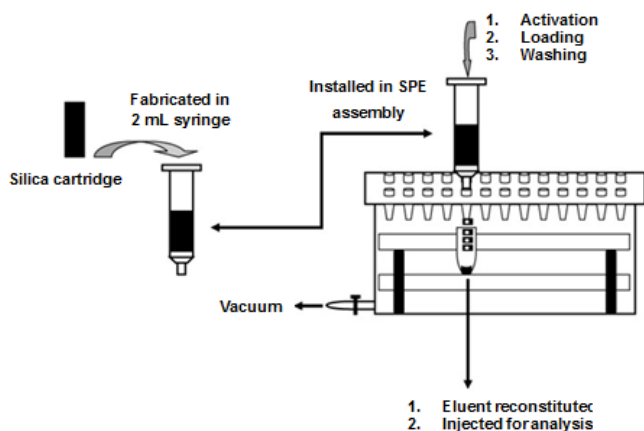 1. Activation
2. Loading
3. Washing
Fabricated in
2 mL syringe
Installed in SPE
assembly
Silica cartridge
Vacuum
1. Eluent reconstituted
2. Injected for analysis